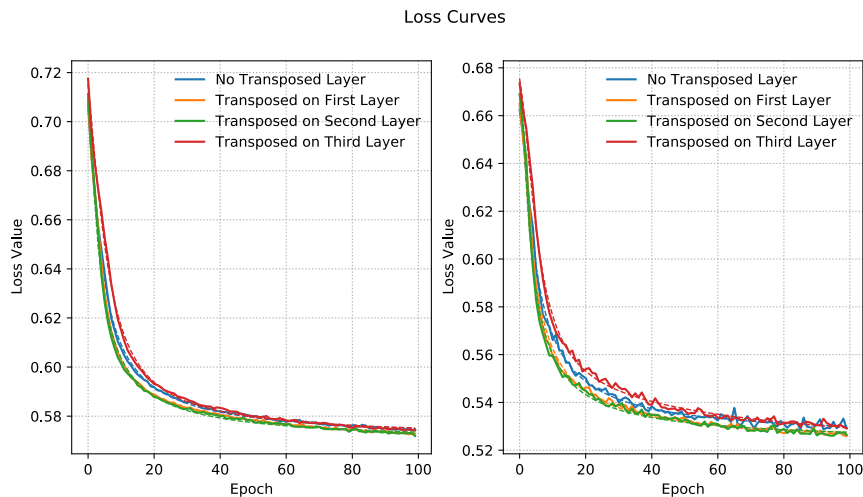 Loss Curves
0.72
0.70
0.68
0.66
0.64
0.62
0.60
0.58
Loss Value
0
20
40
60
80
100
Epoch
No Transposed Layer
Transposed on First Layer
Transposed on Second Layer
Transposed on Third Layer
0.68
0.66
0.64
0.62
0.60
0.58
0.56
0.54
0.52
Loss Value
0
20
40
60
80
100
Epoch
No Transposed Layer
Transposed on First Layer
Transposed on Second Layer
Transposed on Third Layer